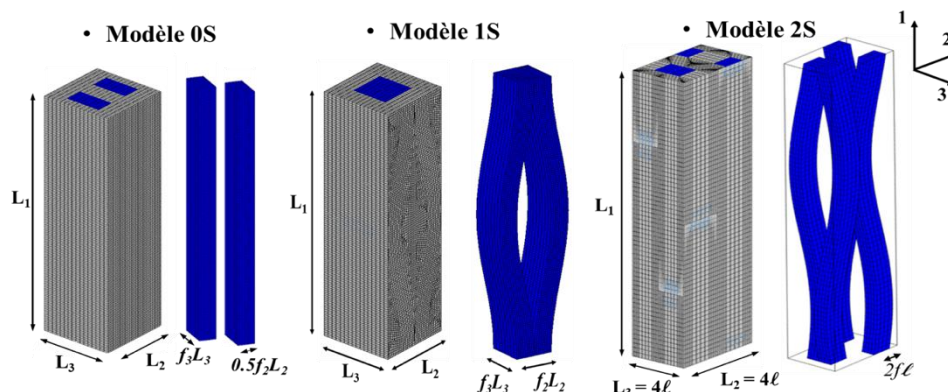 • Modèle 0S
• Modèle 1S
• Modèle 2S
1
2
3
L₁
L₃
L₂
f₃L₃
0.5f₂L₂
L₁
L₃
L₂
f₃L₃
f₂L₂
L₁
L₃ = 4ℓ
L₂ = 4ℓ
2fℓ